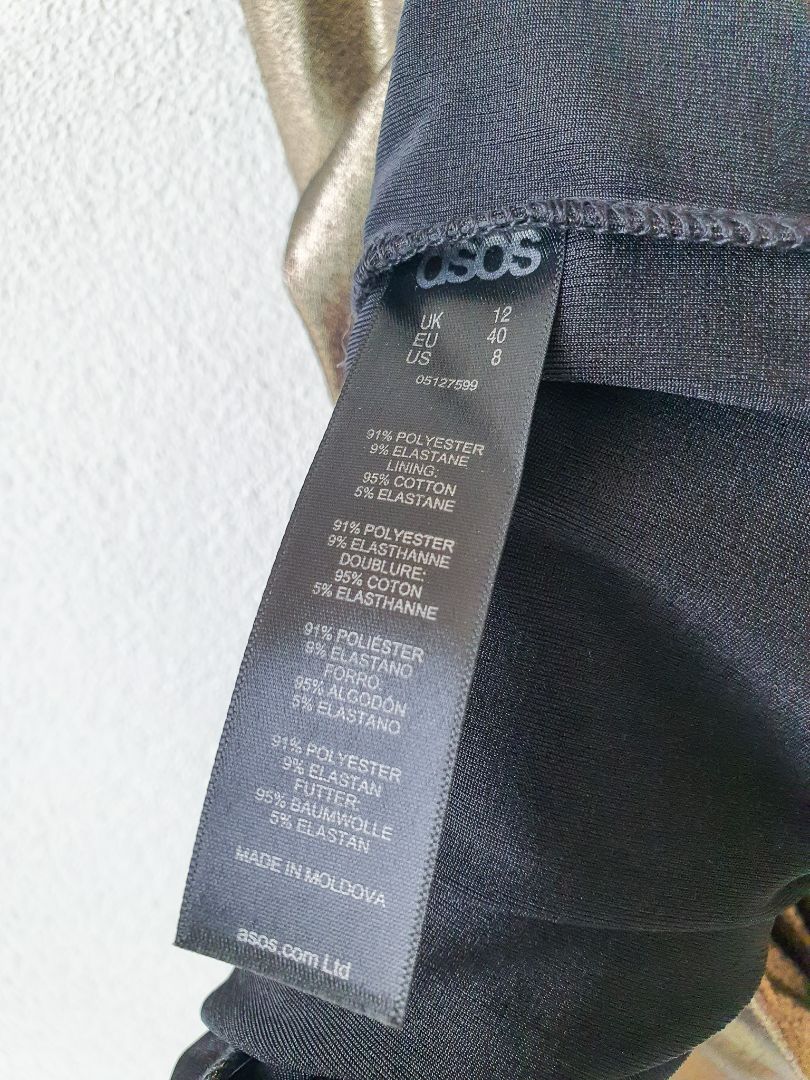 asos
UK 12
EU 40
US 8
05127599
91% POLYESTER
9% ELASTANE
LINING:
95% COTTON
5% ELASTANE
91% POLYESTER
9% ELASTHANNE
DOUBLURE:
95% COTON
5% ELASTHANNE
91% POLIÉSTER
9% ELASTANO
FORRO:
95% ALGODÓN
5% ELASTANO
91% POLYESTER
9% ELASTAN
FUTTER:
95% BAUMWOLLE
5% ELASTAN
MADE IN MOLDOVA
asos.com Ltd